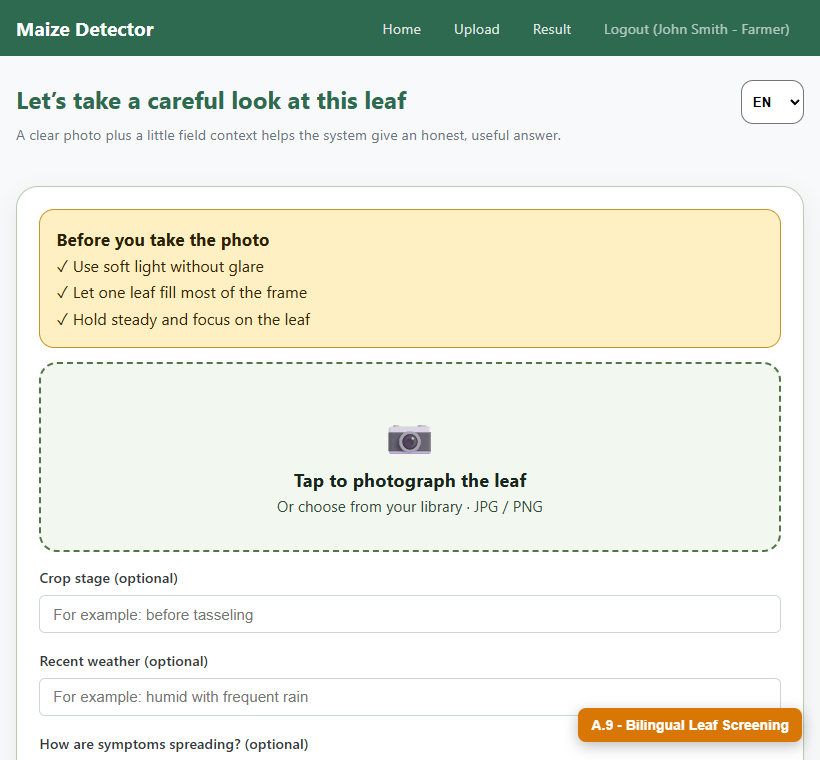 Maize Detector
Home
Upload
Result
Logout (John Smith - Farmer)
Let’s take a careful look at this leaf
EN
A clear photo plus a little field context helps the system give an honest, useful answer.
Before you take the photo
✓ Use soft light without glare
✓ Let one leaf fill most of the frame
✓ Hold steady and focus on the leaf
Tap to photograph the leaf
Or choose from your library · JPG / PNG
Crop stage (optional)
For example: before tasseling
Recent weather (optional)
For example: humid with frequent rain
A.9 - Bilingual Leaf Screening
How are symptoms spreading? (optional)